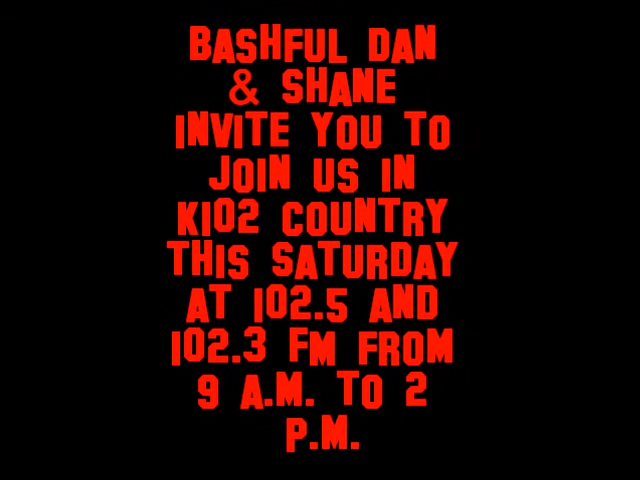 BASHFUL DAN
& SHANE
INVITE YOU TO
JOIN US IN
K102 COUNTRY
THIS SATURDAY
AT 102.5 AND
102.3 FM FROM
9 A.M. TO 2
P.M.